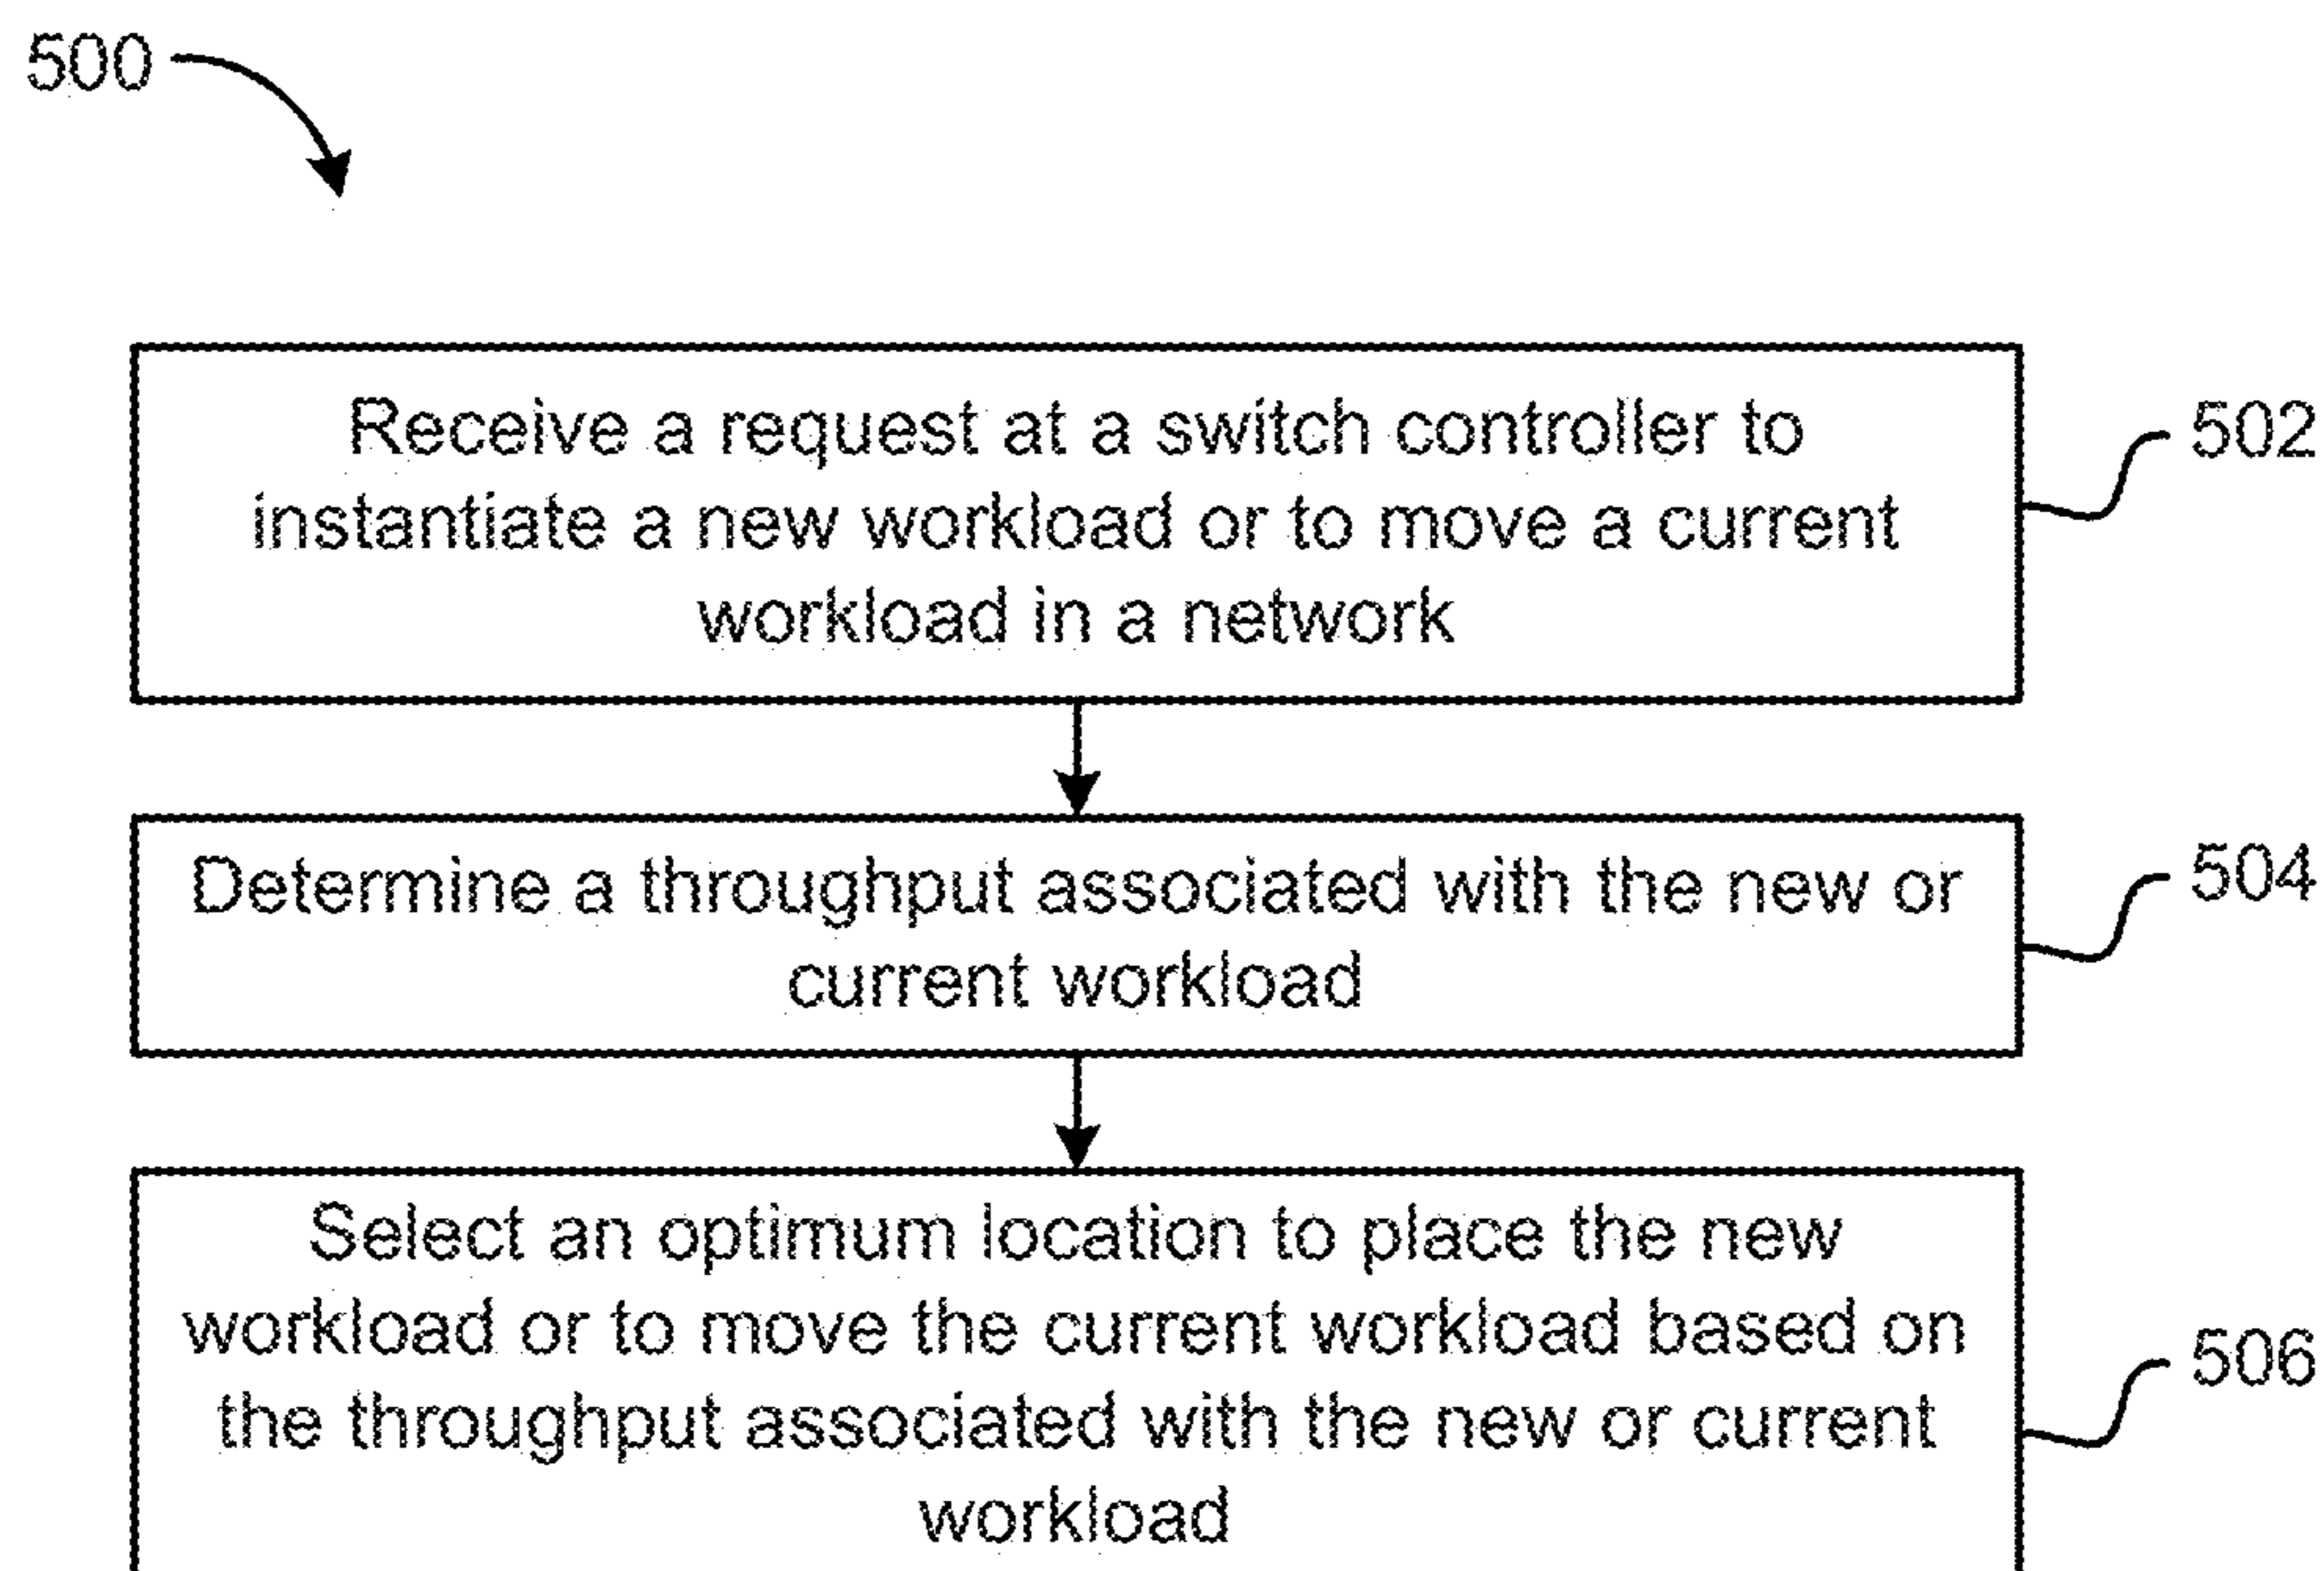 500
Receive a request at a switch controller to
instantiate a new workload or to move a current
workload in a network
502
Determine a throughput associated with the new or
current workload
504
Select an optimum location to place the new
workload or to move the current workload based on
the throughput associated with the new or current
workload
506